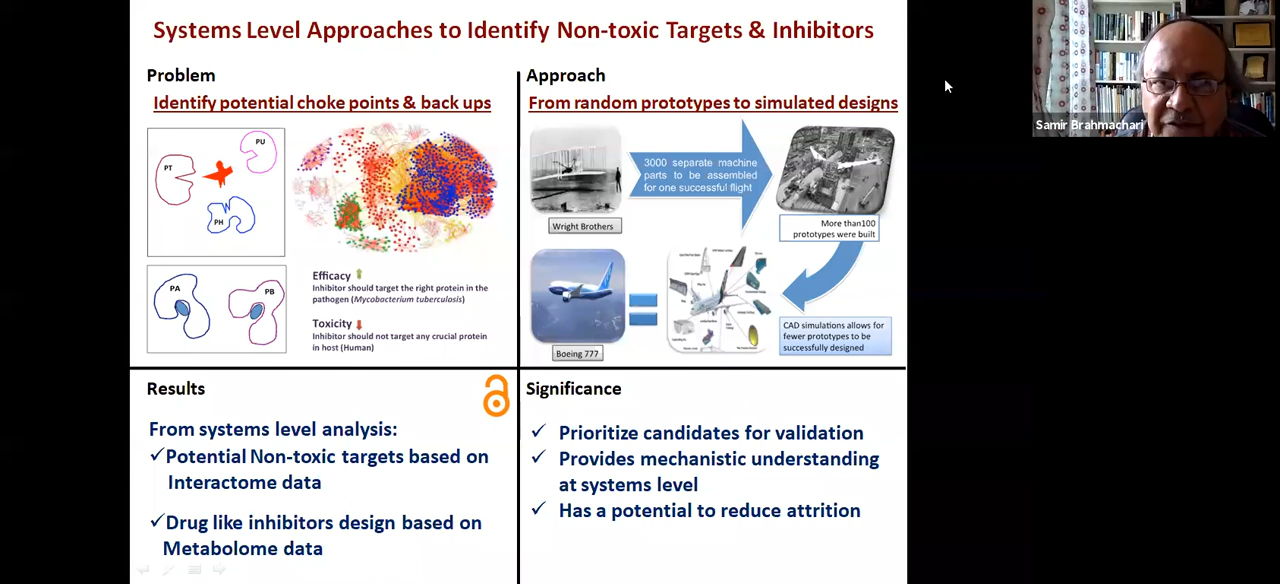 Systems Level Approaches to Identify Non-toxic Targets & Inhibitors
Problem
Identify potential choke points & back ups
PT
PU
PH
PA
PB
Efficacy
Inhibitor should target the right protein in the
pathogen (Mycobacterium tuberculosis)
Toxicity
Inhibitor should not target any crucial protein
in host (Human)
Approach
From random prototypes to simulated designs
3000 separate machine
parts to be assembled
for one successful flight
Wright Brothers
More than100
prototypes were built
Boeing 777
CAD simulations allows for
fewer prototypes to be
successfully designed
Results
From systems level analysis:
✓Potential Non-toxic targets based on
Interactome data
✓Drug like inhibitors design based on
Metabolome data
Significance
✓ Prioritize candidates for validation
✓ Provides mechanistic understanding
at systems level
✓ Has a potential to reduce attrition
Samir Brahmachari